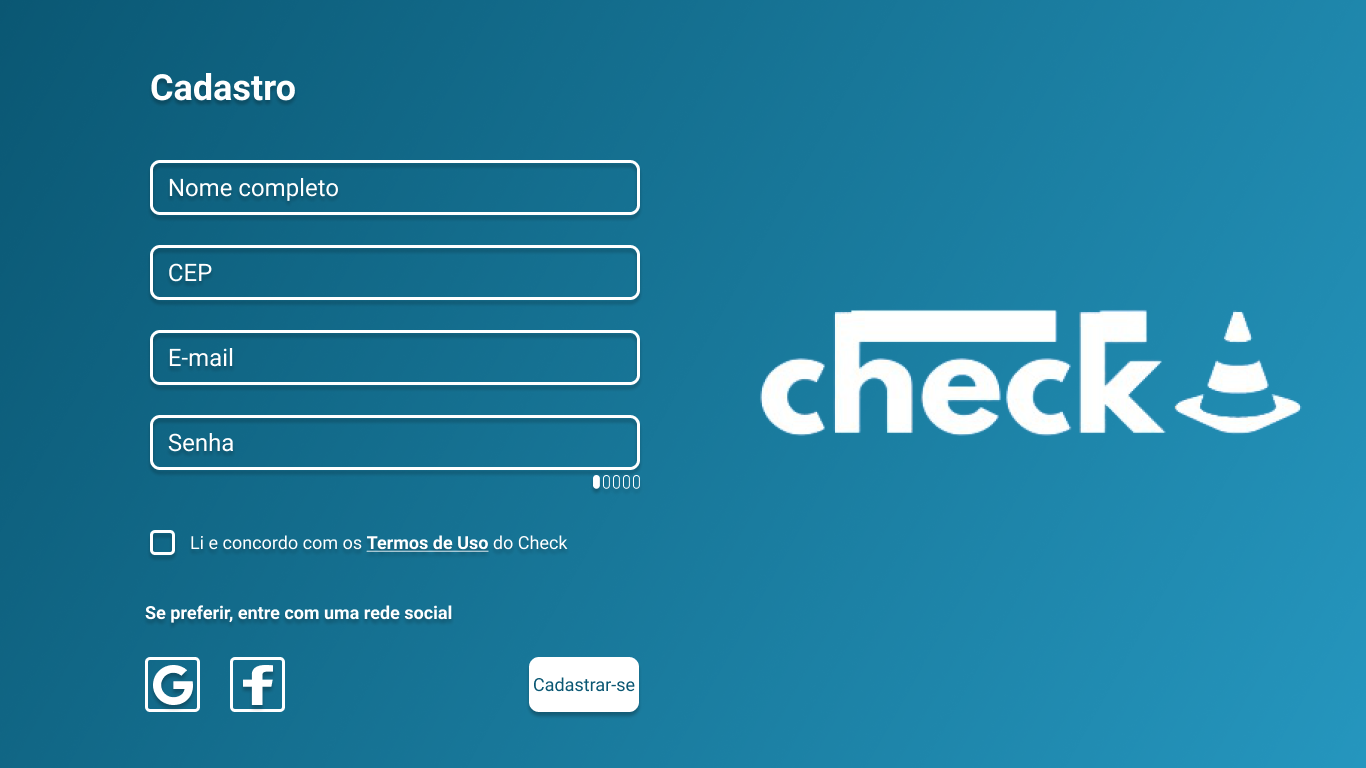 Cadastro
Nome completo
CEP
E-mail
Senha
Li e concordo com os Termos de Uso do Check
Se preferir, entre com uma rede social
G f
Cadastrar-se
check